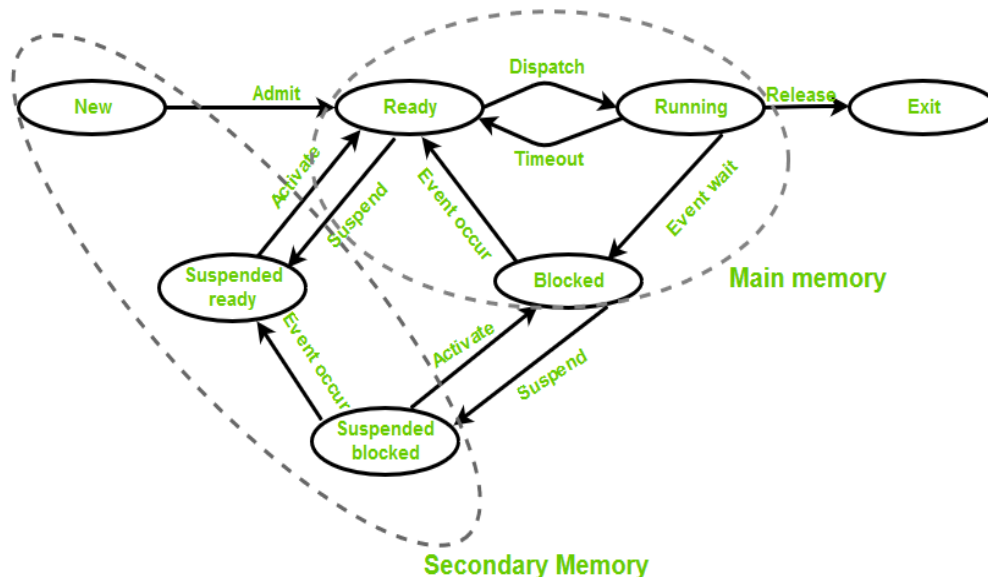 Dispatch
New
Admit
Ready
Running
Release
Exit
Timeout
Activate
Suspend
Event occur
Event wait
Suspended
ready
Blocked
Main memory
Event occur
Activate
Suspend
Suspended
blocked
Secondary Memory